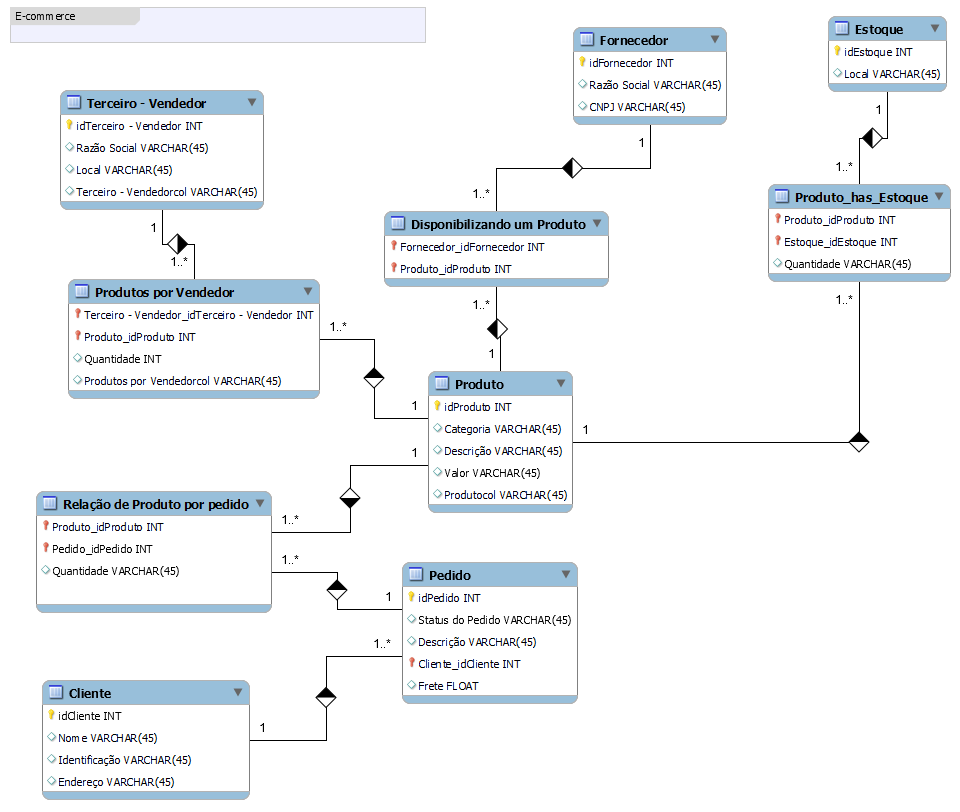 E-commerce
Terceiro - Vendedor
idTerceiro - Vendedor INT
Razão Social VARCHAR(45)
Local VARCHAR(45)
Terceiro - Vendedorcol VARCHAR(45)
1
1..*
Produtos por Vendedor
Terceiro - Vendedor_idTerceiro - Vendedor INT
Produto_idProduto INT
Quantidade INT
Produtos por Vendedorcol VARCHAR(45)
1..*
1
Fornecedor
idFornecedor INT
Razão Social VARCHAR(45)
CNPJ VARCHAR(45)
1
1..*
Disponibilizando um Produto
Fornecedor_idFornecedor INT
Produto_idProduto INT
1..*
1
Estoque
idEstoque INT
Local VARCHAR(45)
1
1..*
Produto_has_Estoque
Produto_idProduto INT
Estoque_idEstoque INT
Quantidade VARCHAR(45)
1..*
1
Produto
idProduto INT
Categoria VARCHAR(45)
Descrição VARCHAR(45)
Valor VARCHAR(45)
Produtocol VARCHAR(45)
1
1..*
Relação de Produto por pedido
Produto_idProduto INT
Pedido_idPedido INT
Quantidade VARCHAR(45)
1..*
1
Pedido
idPedido INT
Status do Pedido VARCHAR(45)
Descrição VARCHAR(45)
Cliente_idCliente INT
Frete FLOAT
1..*
1
Cliente
idCliente INT
Nome VARCHAR(45)
Identificação VARCHAR(45)
Endereço VARCHAR(45)